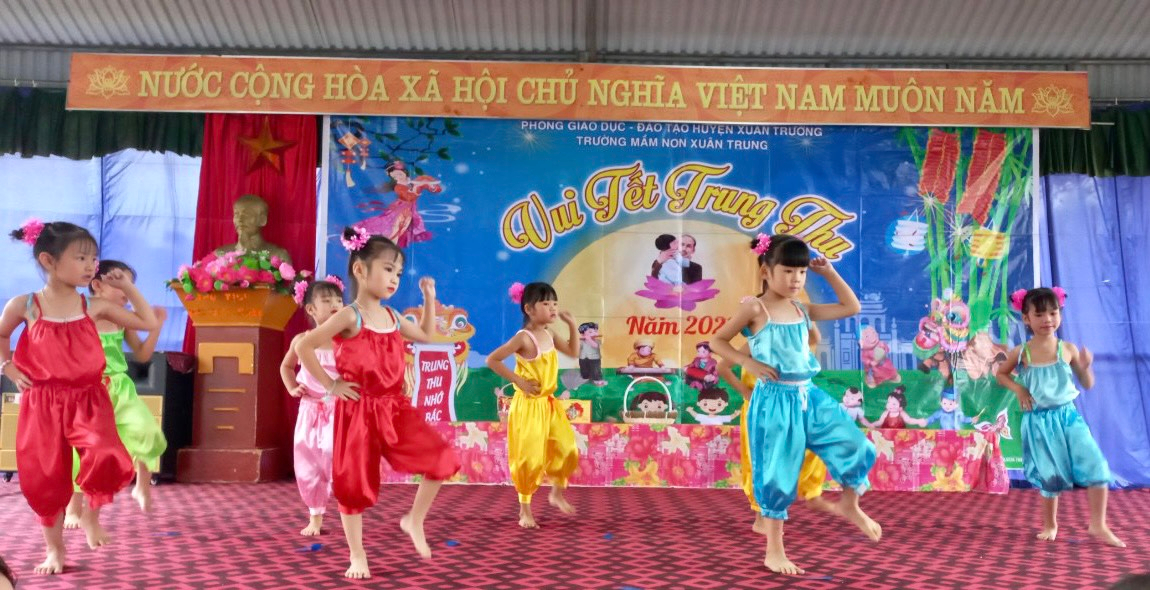 NƯỚC CỘNG HÒA XÃ HỘI CHỦ NGHĨA VIỆT NAM MUÔN NĂM
PHÒNG GIÁO DỤC - ĐÀO TẠO HUYỆN XUÂN TRƯỜNG
TRƯỜNG MẦM NON XUÂN TRUNG
Vui Tết Trung Thu
Năm
TRUNG
THU
NHỚ
BÁC